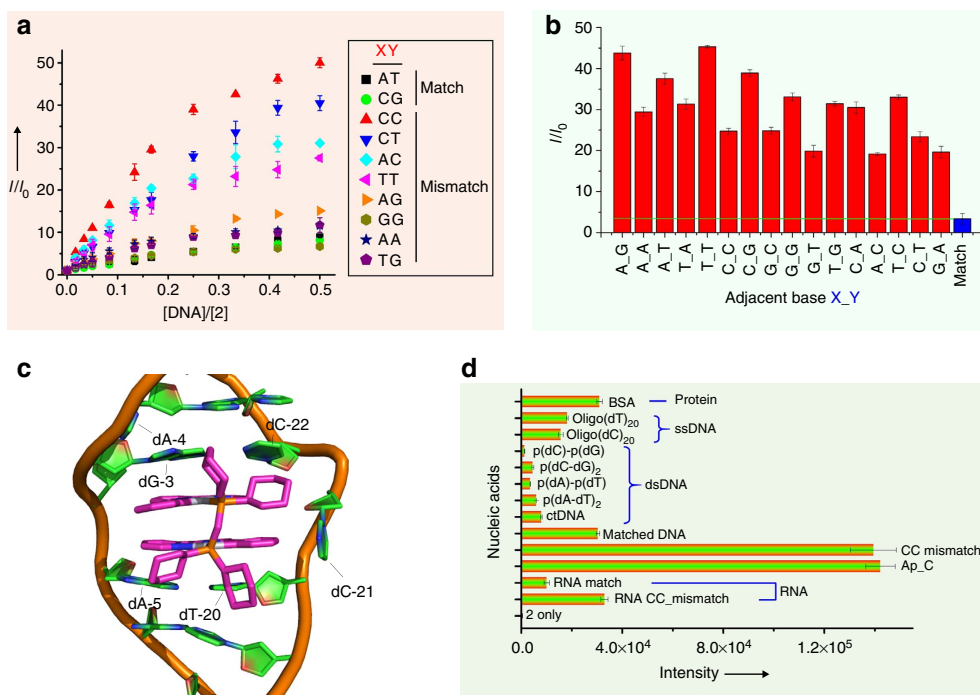 a
50
40
30
20
10
0
I/I0
0.0
0.1
0.2
0.3
0.4
0.5
[DNA]/[2]
XY
AT
CG
CC
CT
AC
TT
AG
GG
AA
TG
Match
Mismatch
b
50
40
30
20
10
0
I/I0
A_G
A_A
A_T
T_A
T_T
C_C
C_G
G_C
G_G
G_T
T_G
C_A
A_C
T_C
C_T
G_A
Match
Adjacent base X_Y
c
dA-4
dG-3
dC-22
dC-21
dA-5
dT-20
d
Nucleic acids
BSA
Protein
Oligo(dT)20
Oligo(dC)20
ssDNA
p(dC)-p(dG)
p(dC-dG)2
p(dA)-p(dT)
p(dA-dT)2
ctDNA
dsDNA
Matched DNA
CC mismatch
Ap_C
RNA match
RNA CC_mismatch
RNA
2 only
0.0
4.0×10⁴
8.0×10⁴
1.2×10⁵
Intensity